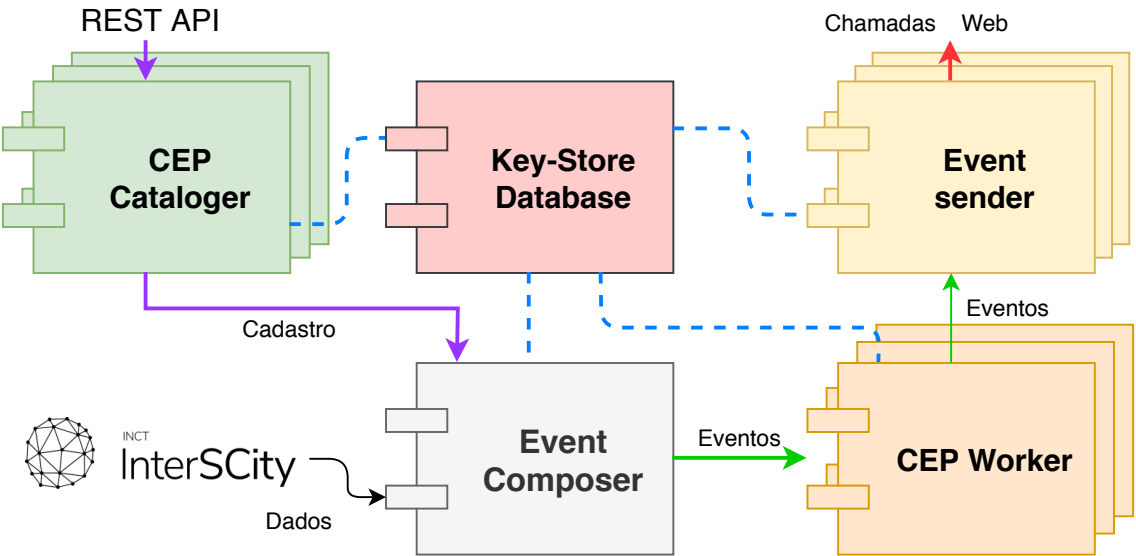 REST API
Chamadas Web
CEP
Cataloger
Key-Store
Database
Event
sender
Cadastro
Eventos
INCT
InterSCity
Dados
Event
Composer
Eventos
CEP Worker